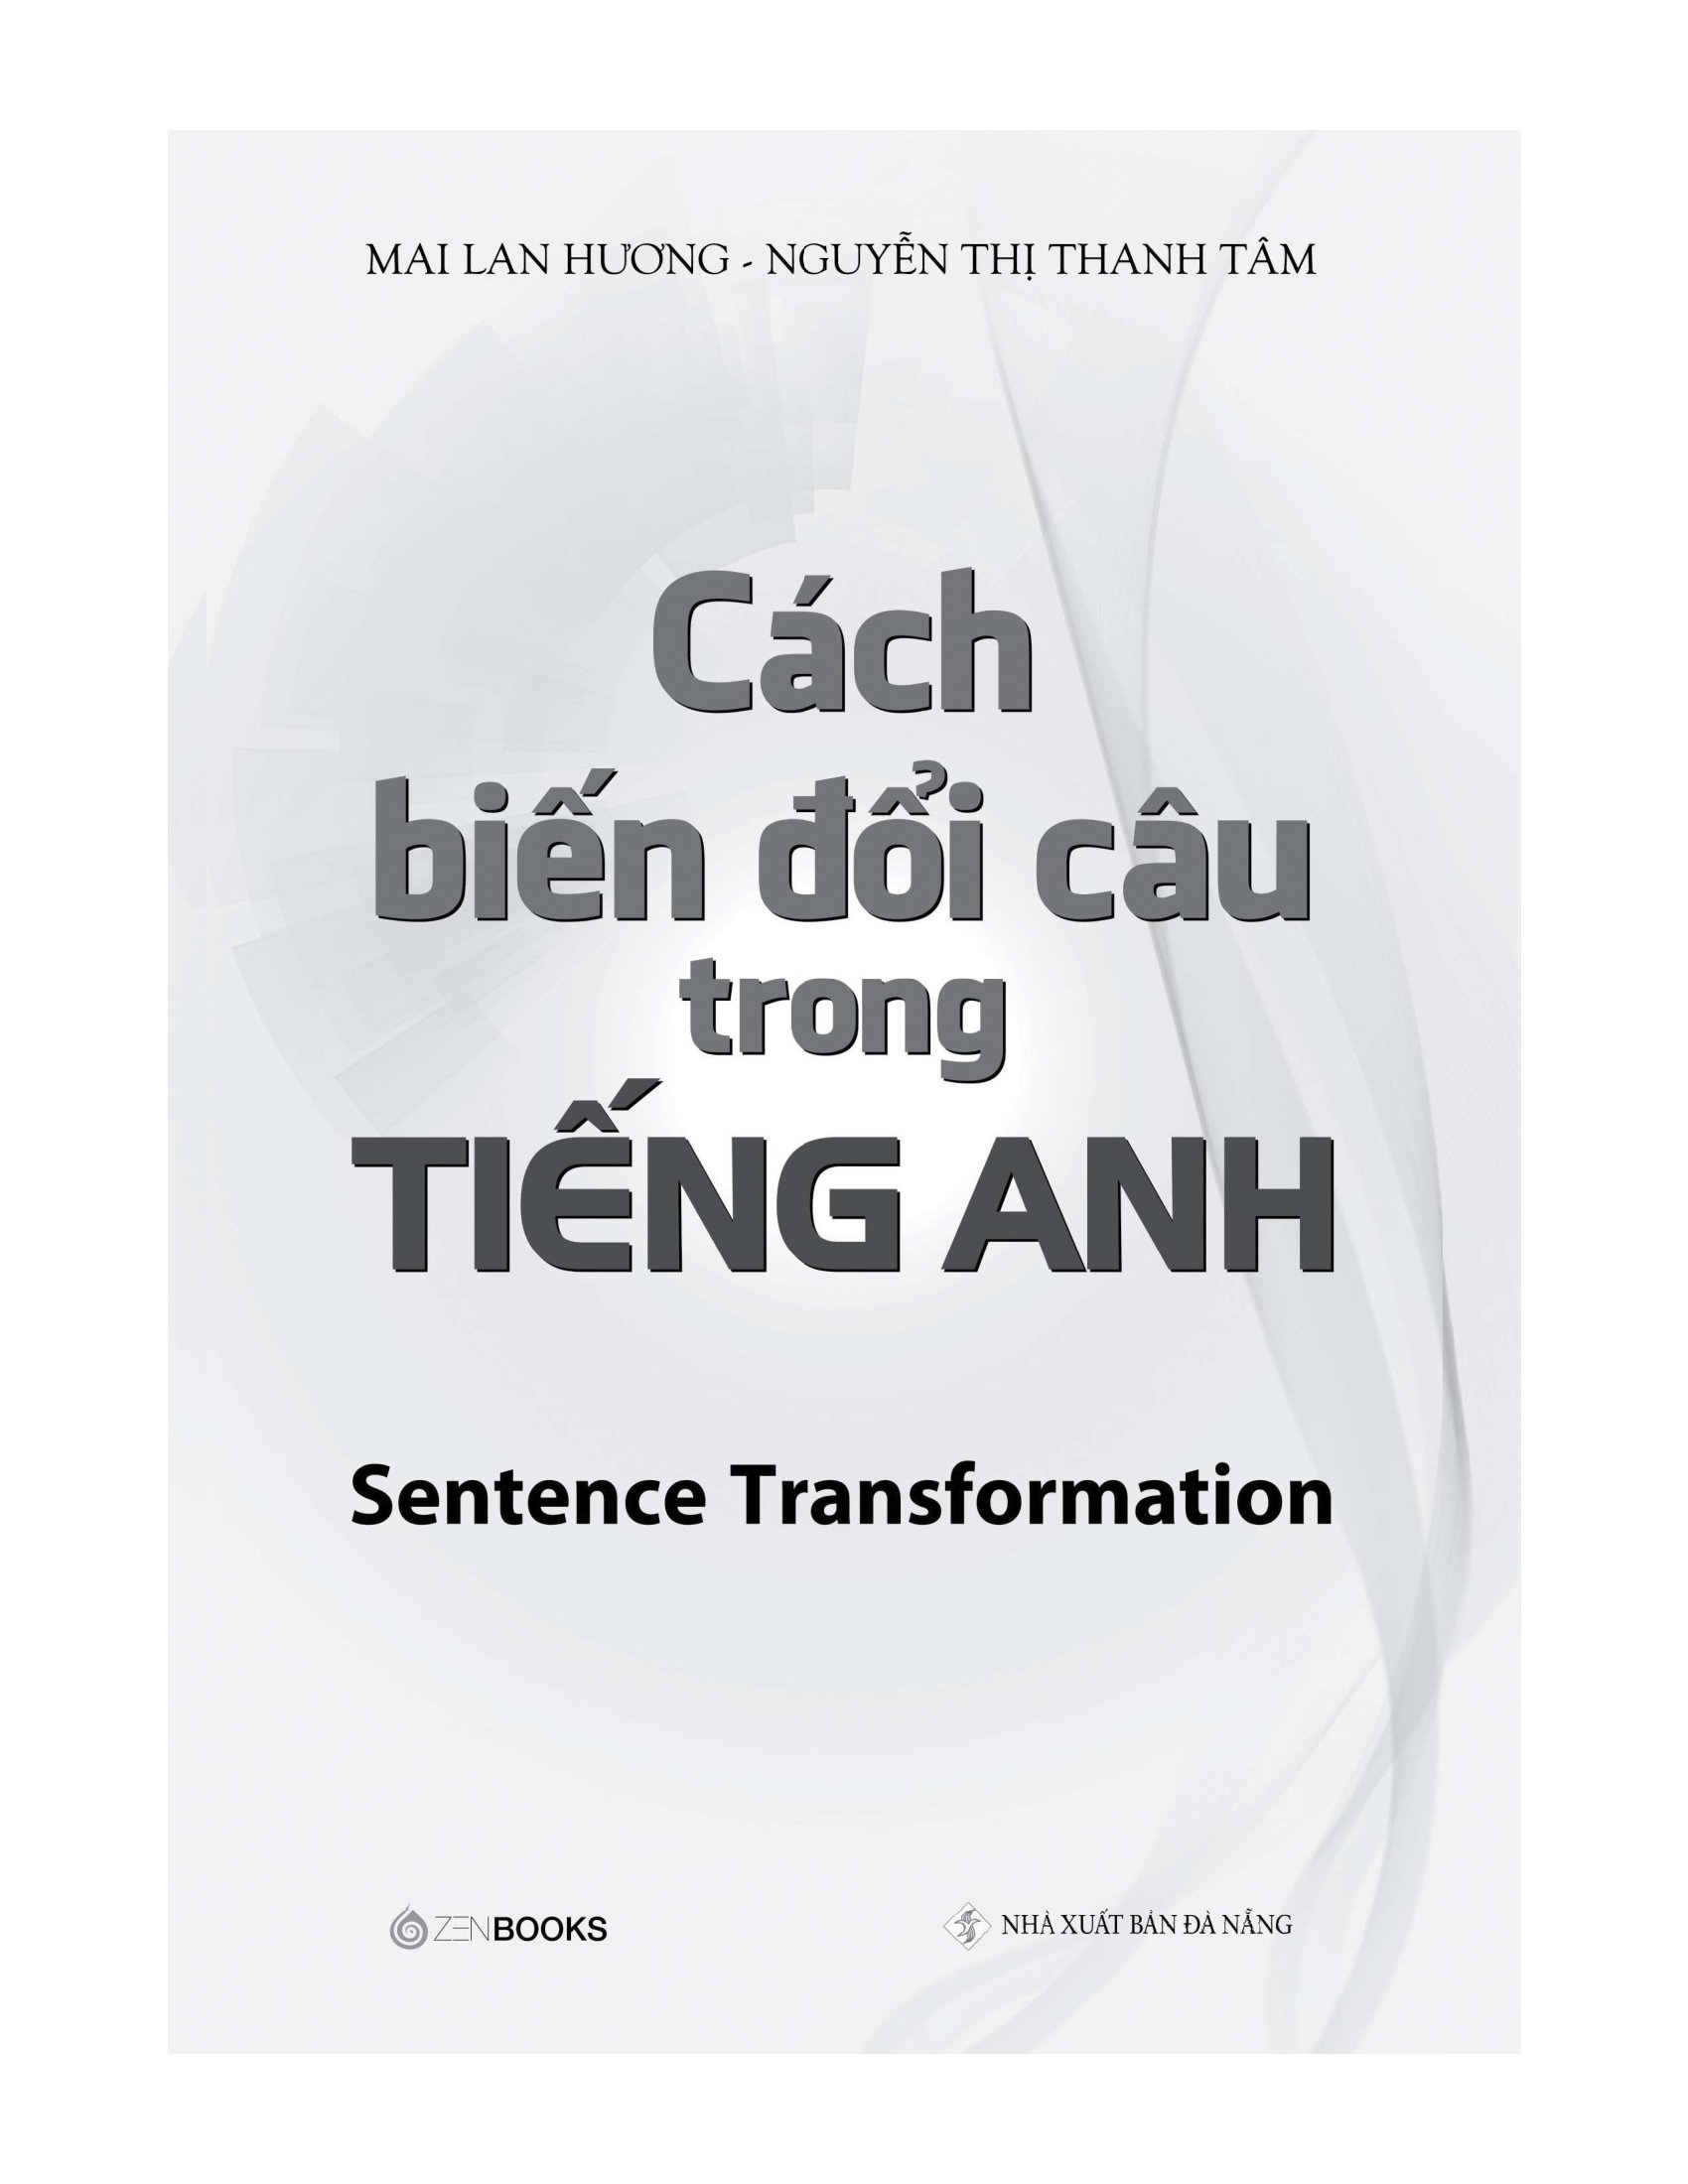 MAI LAN HƯƠNG - NGUYỄN THỊ THANH TÂM
Cách
biến đổi câu
trong
TIẾNG ANH
Sentence Transformation
ZENBOOKS
NHÀ XUẤT BẢN ĐÀ NẴNG